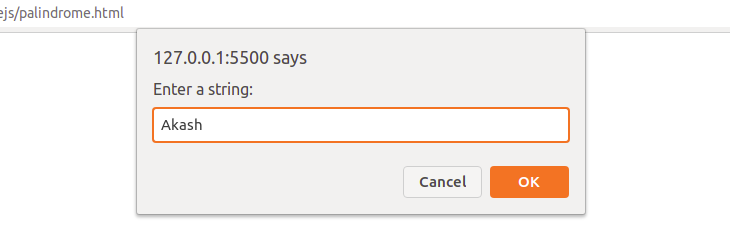 ejs/palindrome.html
127.0.0.1:5500 says
Enter a string:
Akash
Cancel OK